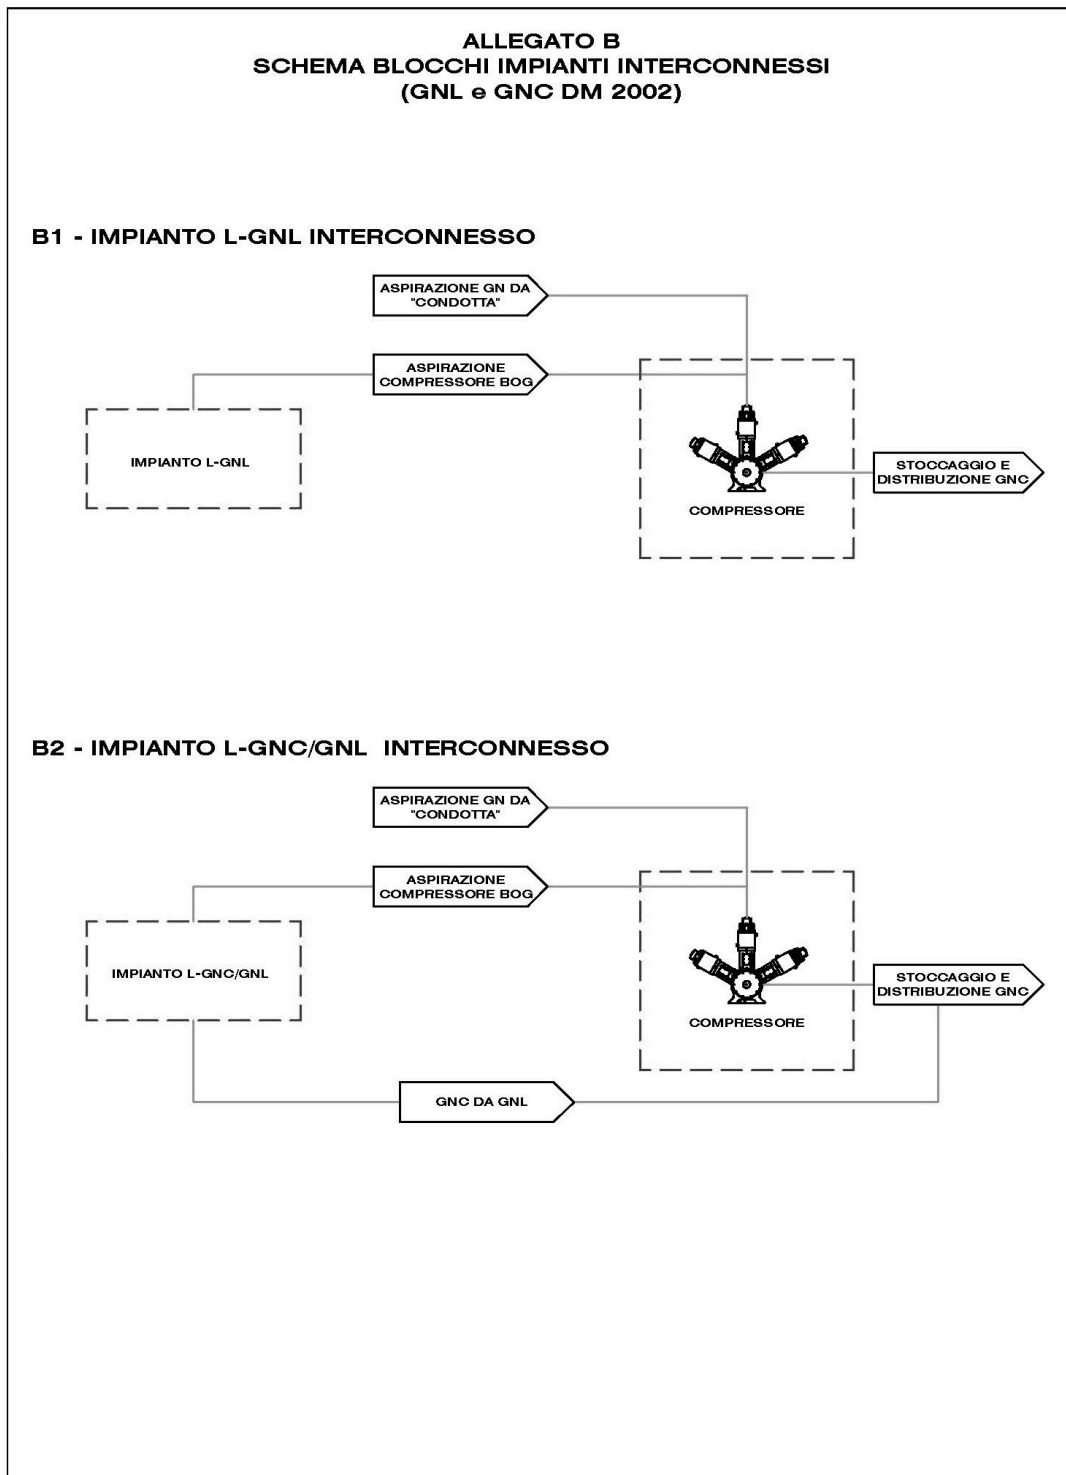 ALLEGATO B
SCHEMA BLOCCHI IMPIANTI INTERCONNESSI
(GNL e GNC DM 2002)
B1 - IMPIANTO L-GNL INTERCONNESSO
ASPIRAZIONE GN DA
"CONDOTTA"
ASPIRAZIONE
COMPRESSORE BOG
IMPIANTO L-GNL
COMPRESSORE
STOCCAGGIO E
DISTRIBUZIONE GNC
B2 - IMPIANTO L-GNC/GNL INTERCONNESSO
ASPIRAZIONE GN DA
"CONDOTTA"
ASPIRAZIONE
COMPRESSORE BOG
IMPIANTO L-GNC/GNL
COMPRESSORE
STOCCAGGIO E
DISTRIBUZIONE GNC
GNC DA GNL